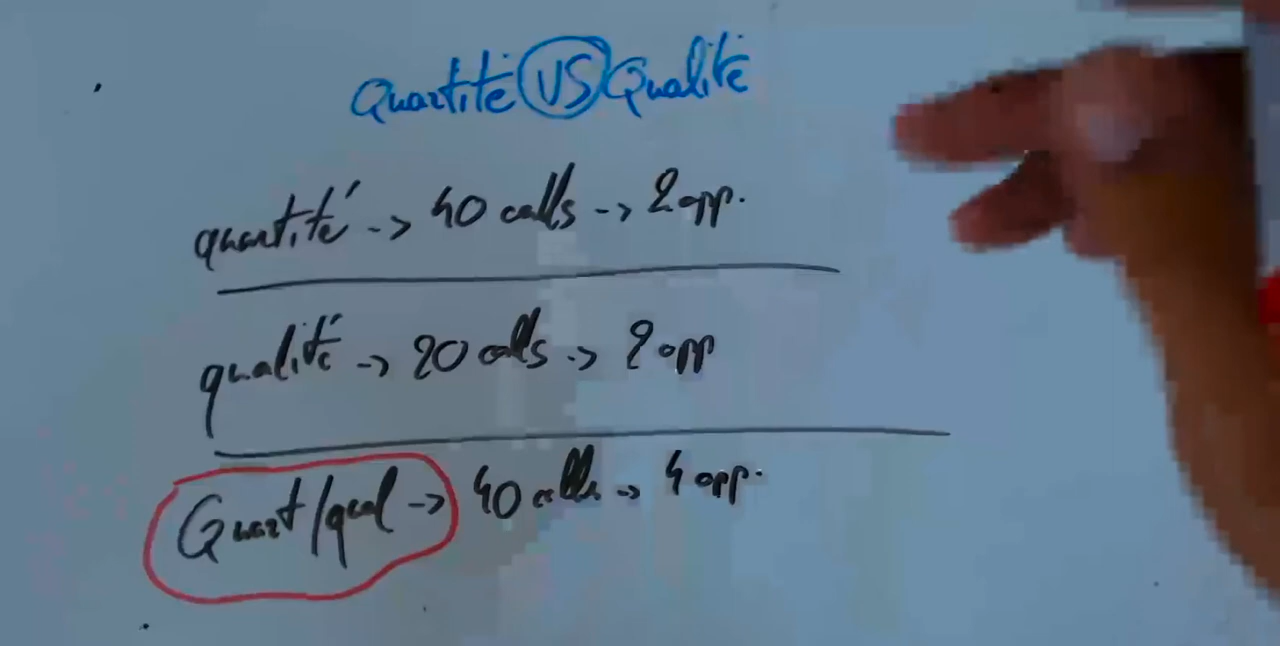 Quantité VS Qualité
quantité -> 40 calls -> 2 opp.
qualité -> 20 calls -> 2 opp
Quant/qual -> 40 calls -> 4 opp.